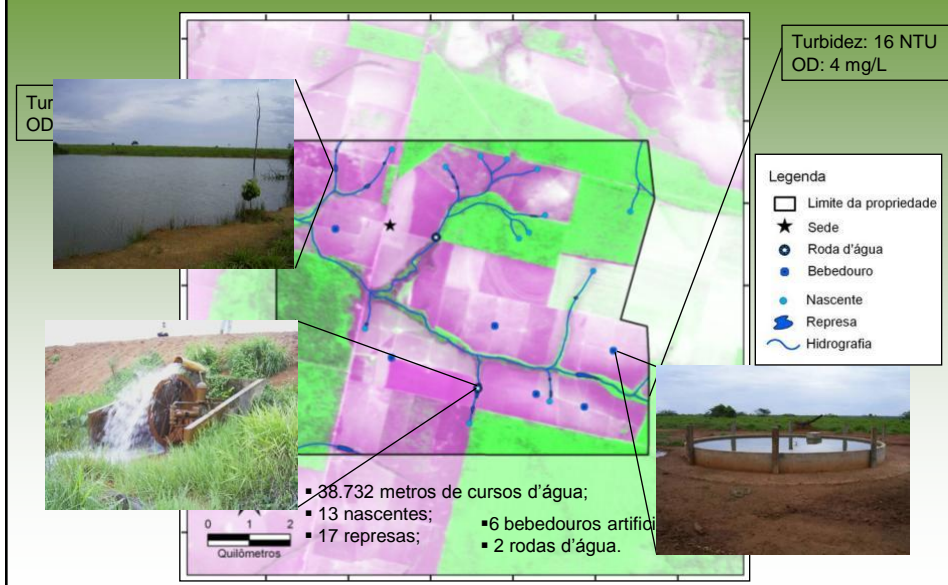 Turbidez: 16 NTU
OD: 4 mg/L
OD
Legenda
Limite da propriedade
Sede
Roda d'água
Bebedouro
Nascente
Represa
Hidrografia
▪ 38.732 metros de cursos d'água;
▪ 13 nascentes;
▪ 17 represas;
▪6 bebedouros
▪ 2 rodas d'água.
0 1 2
Quilômetros